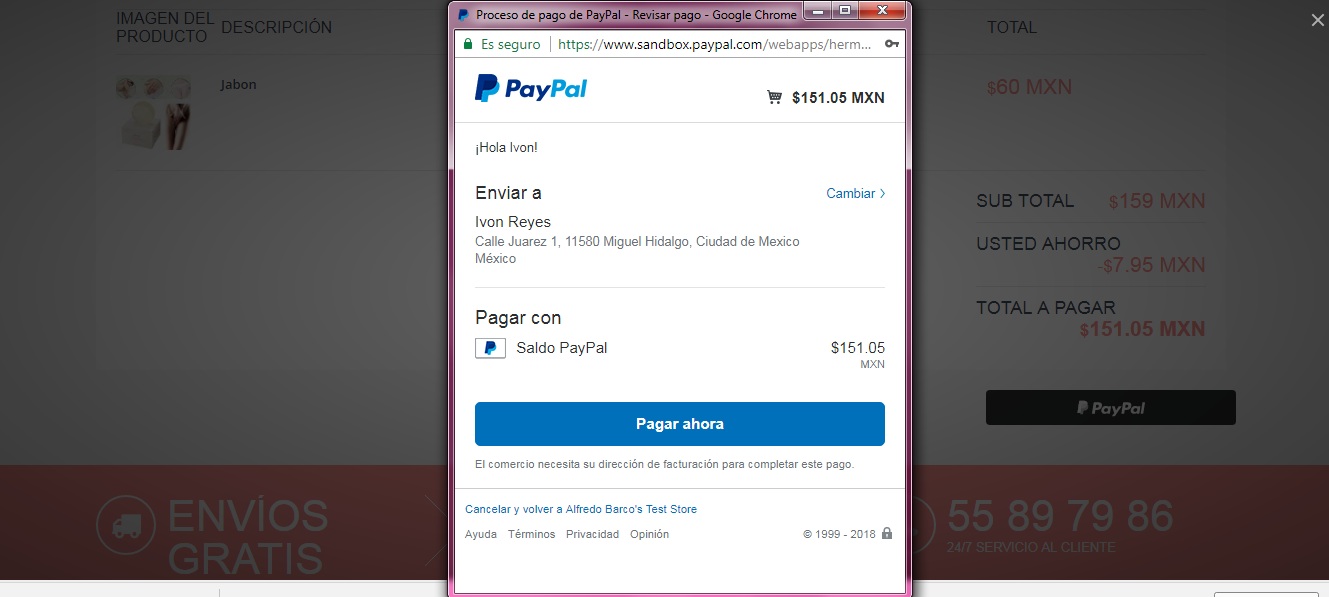 Proceso de pago de PayPal - Revisar pago - Google Chrome
Es seguro
https://www.sandbox.paypal.com/webapps/herm...
IMAGEN DEL
PRODUCTO
DESCRIPCIÓN
TOTAL
Jabon
$60 MXN
SUB TOTAL
$159 MXN
USTED AHORRO
-$7.95 MXN
TOTAL A PAGAR
$151.05 MXN
PayPal
PayPal
$151.05 MXN
¡Hola Ivon!
Enviar a
Cambiar
Ivon Reyes
Calle Juarez 1, 11580 Miguel Hidalgo, Ciudad de Mexico
México
Pagar con
Saldo PayPal
$151.05
MXN
Pagar ahora
El comercio necesita su dirección de facturación para completar este pago.
Cancelar y volver a Alfredo Barco's Test Store
Ayuda Términos Privacidad Opinión
© 1999 - 2018
ENVÍOS
GRATIS
55 89 79 86
24/7 SERVICIO AL CLIENTE